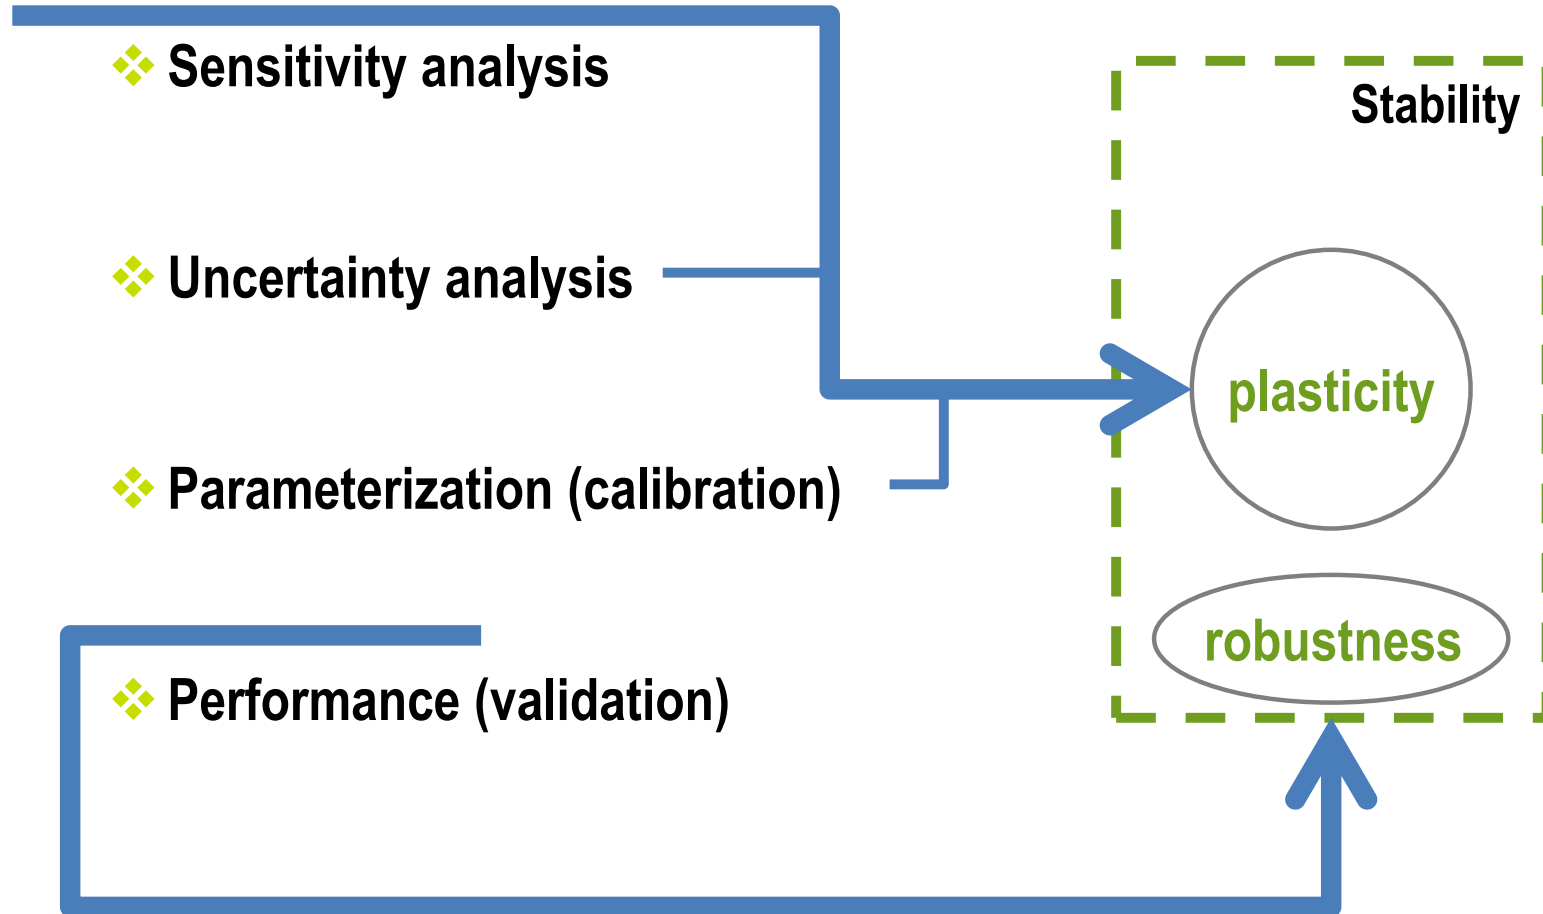 Sensitivity analysis
Stability
Uncertainty analysis
plasticity
Parameterization (calibration)
robustness
Performance (validation)